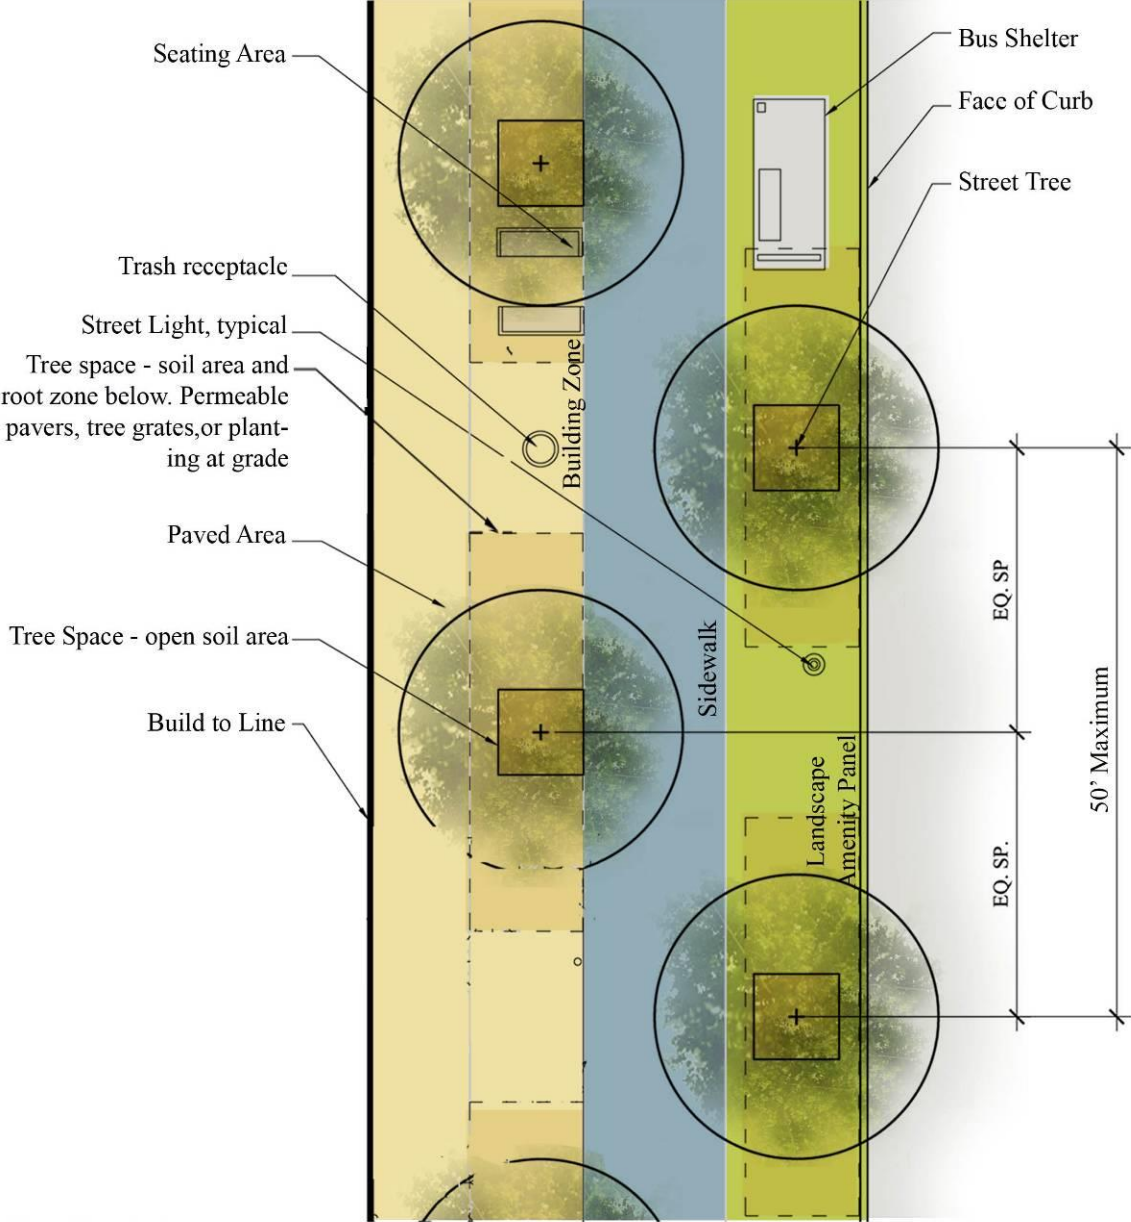 Seating Area
Bus Shelter
Face of Curb
Street Tree
Trash receptacle
Street Light, typical
Tree space - soil area and
root zone below. Permeable
pavers, tree grates,or plant-
ing at grade
Building Zone
Paved Area
Tree Space - open soil area
Build to Line
Sidewalk
Landscape
Amenity Panel
EQ. SP
EQ. SP.
50’ Maximum